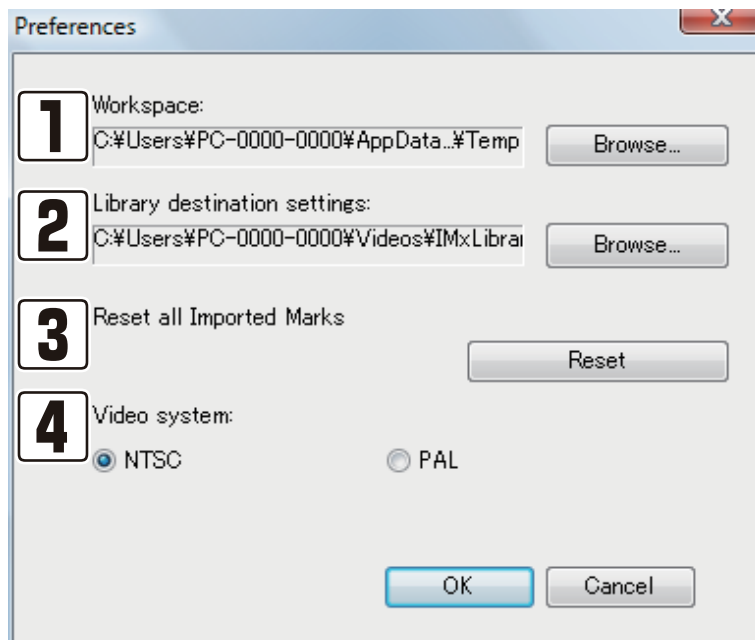 Preferences
1
Workspace:
C:¥Users¥PC-0000-0000¥AppData...¥Temp
Browse...
2
Library destination settings:
C:¥Users¥PC-0000-0000¥Videos¥IMxLibrar
Browse...
3
Reset all Imported Marks
Reset
4
Video system:
NTSC PAL
OK Cancel